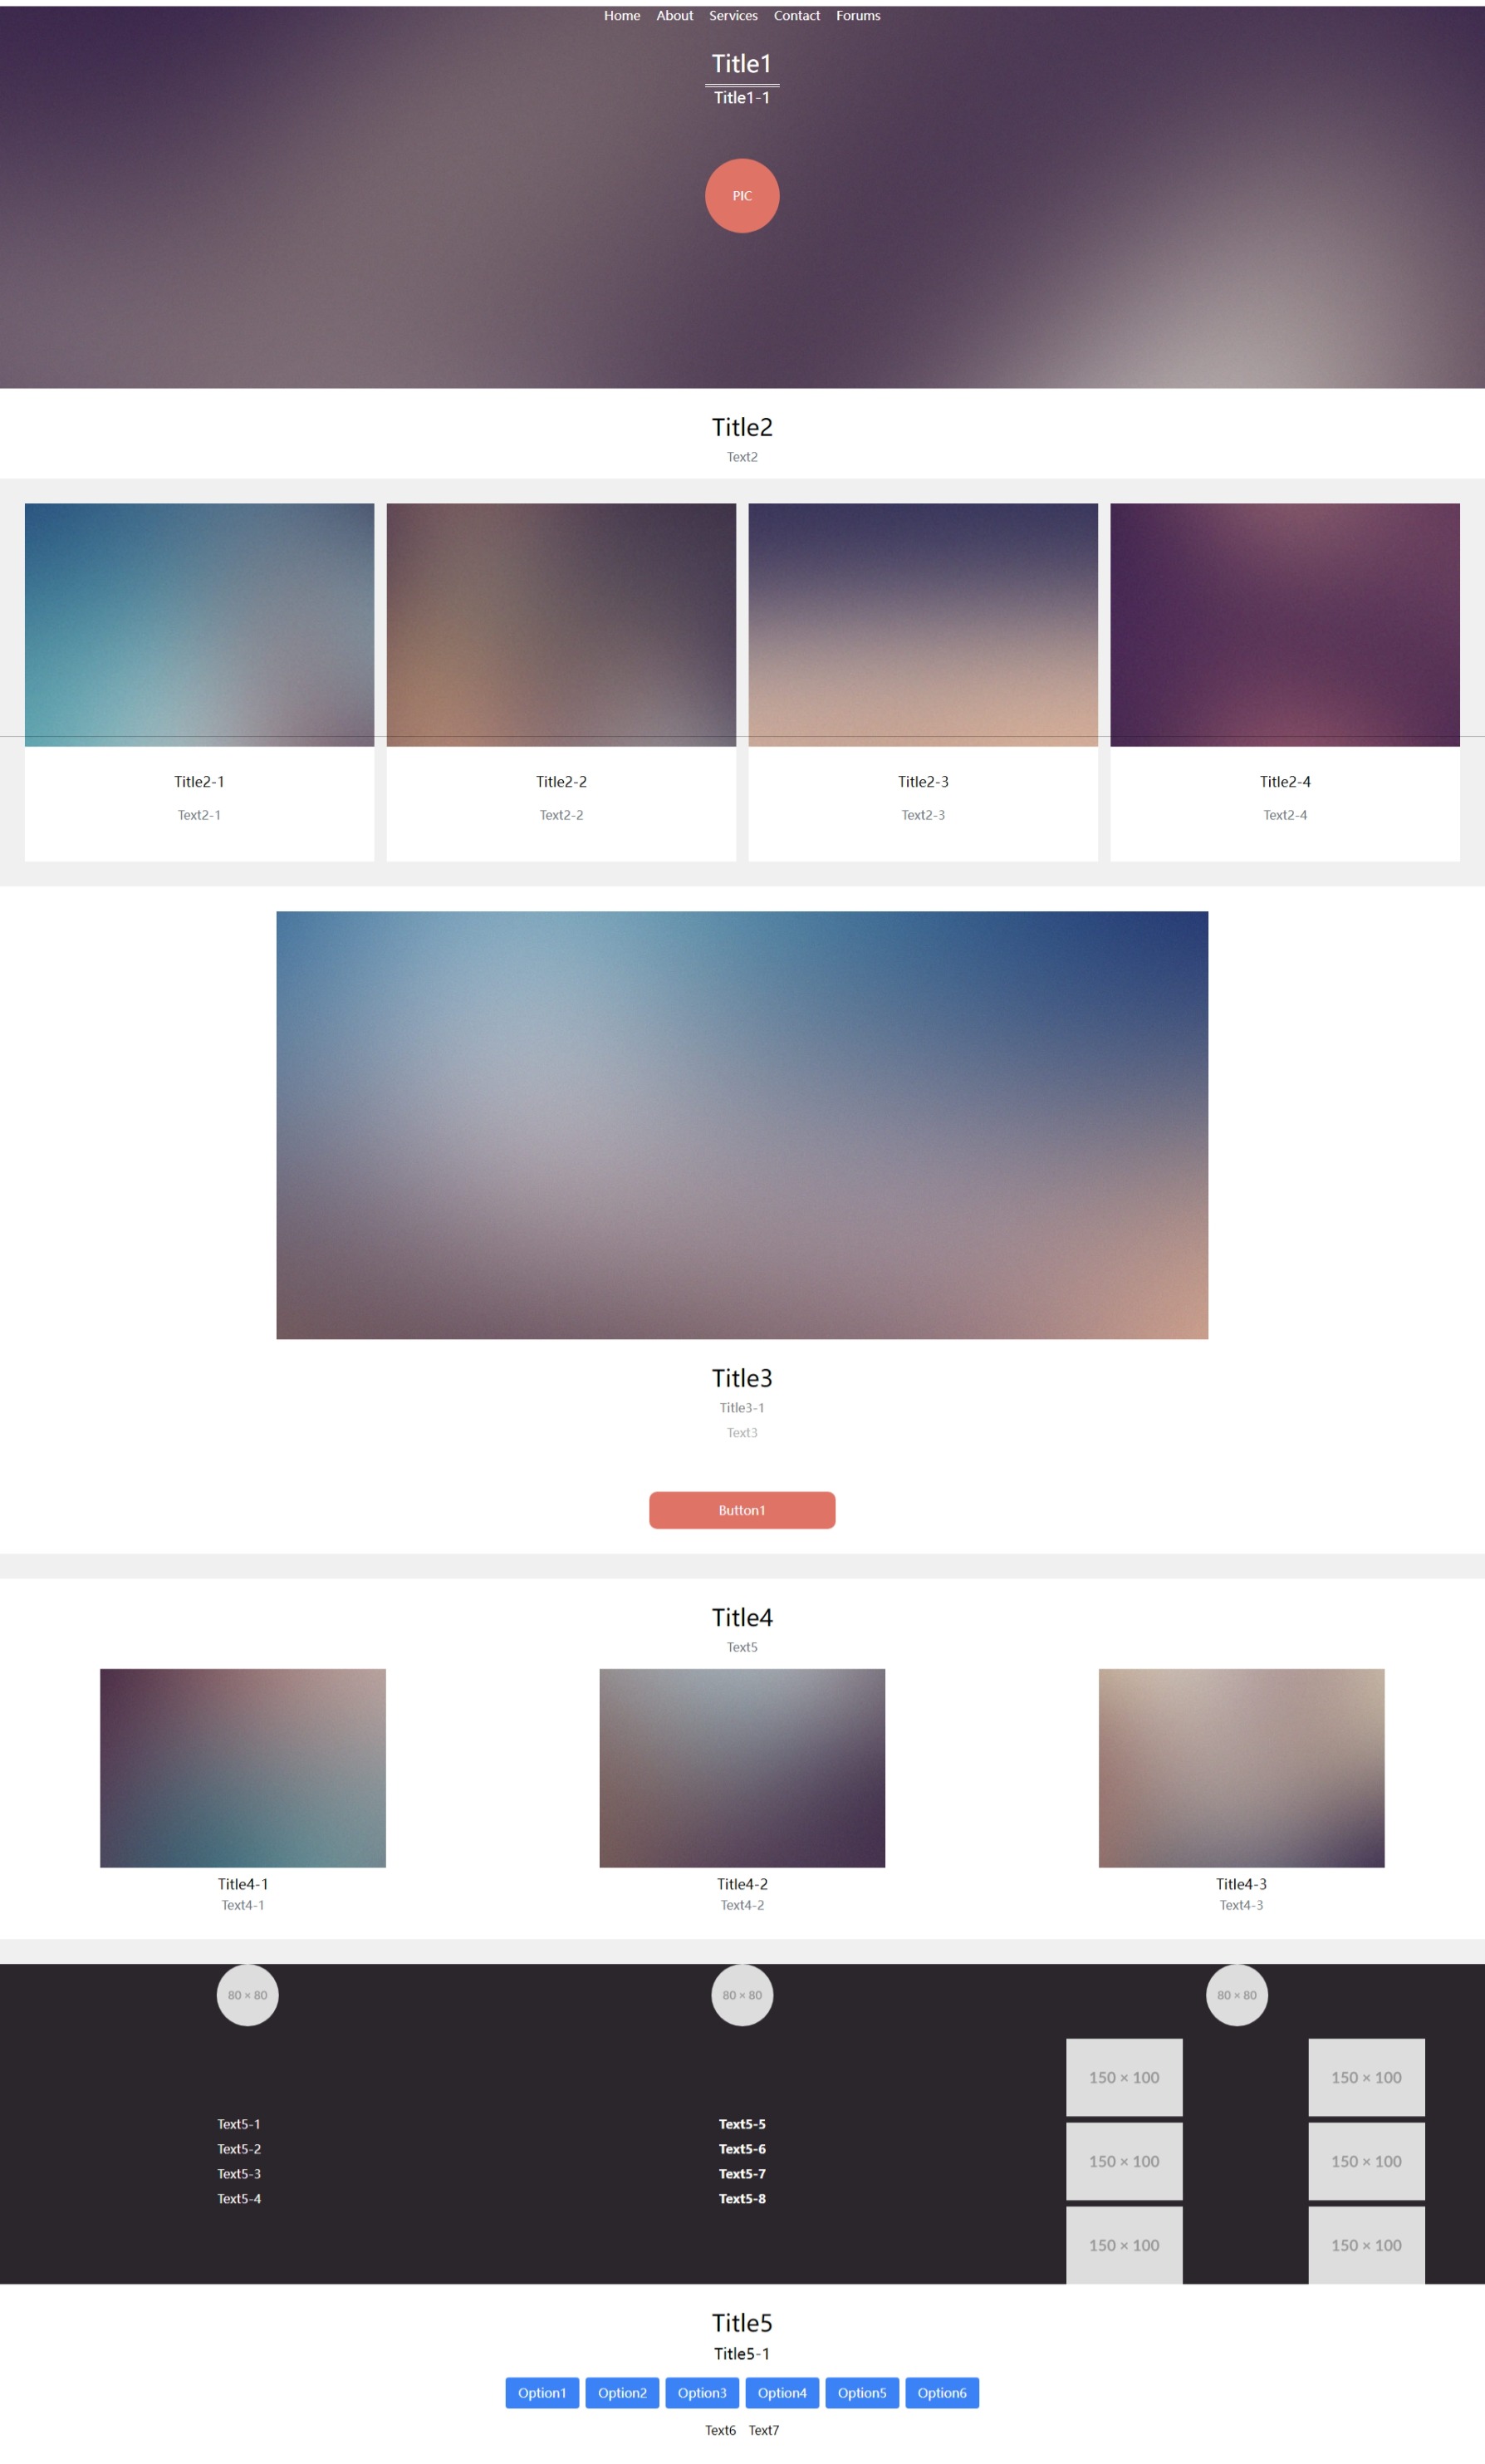 Home About Services Contact Forums
Title1
Title1-1
PIC
Title2
Text2
Title2-1 Title2-2 Title2-3 Title2-4
Text2-1 Text2-2 Text2-3 Text2-4
Title3
Title3-1
Text3
Button1
Title4
Text5
Title4-1 Title4-2 Title4-3
Text4-1 Text4-2 Text4-3
80 × 80 80 × 80 80 × 80
150 × 100 150 × 100
Text5-1 Text5-5
Text5-2 Text5-6
150 × 100 150 × 100
Text5-3 Text5-7
Text5-4 Text5-8
150 × 100 150 × 100
Title5
Title5-1
Option1 Option2 Option3 Option4 Option5 Option6
Text6 Text7